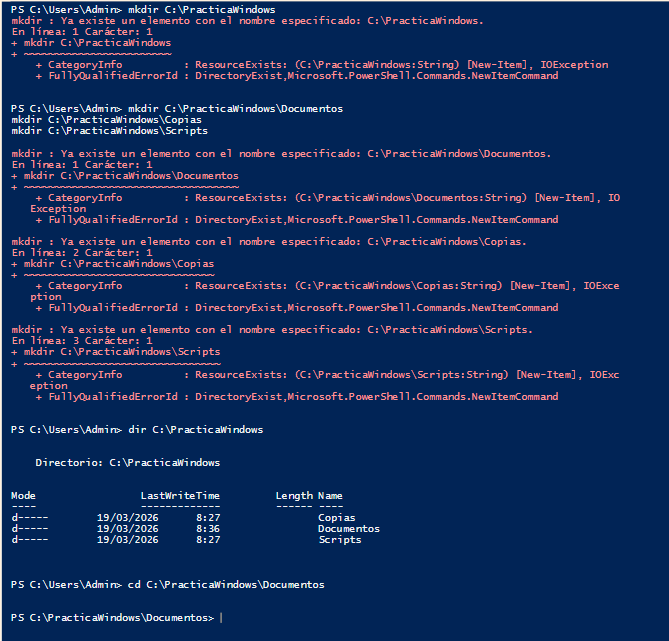 PS C:\Users\Admin> mkdir C:\PracticaWindows
mkdir : Ya existe un elemento con el nombre especificado: C:\PracticaWindows.
En línea: 1 Carácter: 1
+ mkdir C:\PracticaWindows
+ ~~~~~~~~~~~~~~~~~~~~~~~~
    + CategoryInfo          : ResourceExists: (C:\PracticaWindows:String) [New-Item], IOException
    + FullyQualifiedErrorId : DirectoryExist,Microsoft.PowerShell.Commands.NewItemCommand
PS C:\Users\Admin> mkdir C:\PracticaWindows\Documentos
mkdir C:\PracticaWindows\Copias
mkdir C:\PracticaWindows\Scripts
mkdir : Ya existe un elemento con el nombre especificado: C:\PracticaWindows\Documentos.
En línea: 1 Carácter: 1
+ mkdir C:\PracticaWindows\Documentos
+ ~~~~~~~~~~~~~~~~~~~~~~~~~~~~~~~~~~~
    + CategoryInfo          : ResourceExists: (C:\PracticaWindows\Documentos:String) [New-Item], IO
   Exception
    + FullyQualifiedErrorId : DirectoryExist,Microsoft.PowerShell.Commands.NewItemCommand
mkdir : Ya existe un elemento con el nombre especificado: C:\PracticaWindows\Copias.
En línea: 2 Carácter: 1
+ mkdir C:\PracticaWindows\Copias
+ ~~~~~~~~~~~~~~~~~~~~~~~~~~~~~~~
    + CategoryInfo          : ResourceExists: (C:\PracticaWindows\Copias:String) [New-Item], IOExce
   ption
    + FullyQualifiedErrorId : DirectoryExist,Microsoft.PowerShell.Commands.NewItemCommand
mkdir : Ya existe un elemento con el nombre especificado: C:\PracticaWindows\Scripts.
En línea: 3 Carácter: 1
+ mkdir C:\PracticaWindows\Scripts
+ ~~~~~~~~~~~~~~~~~~~~~~~~~~~~~~~~
    + CategoryInfo          : ResourceExists: (C:\PracticaWindows\Scripts:String) [New-Item], IOExc
   eption
    + FullyQualifiedErrorId : DirectoryExist,Microsoft.PowerShell.Commands.NewItemCommand
PS C:\Users\Admin> dir C:\PracticaWindows
    Directorio: C:\PracticaWindows
Mode                 LastWriteTime         Length Name
----                 -------------         ------ ----
d-----        19/03/2026      8:27                Copias
d-----        19/03/2026      8:36                Documentos
d-----        19/03/2026      8:27                Scripts
PS C:\Users\Admin> cd C:\PracticaWindows\Documentos
PS C:\PracticaWindows\Documentos>